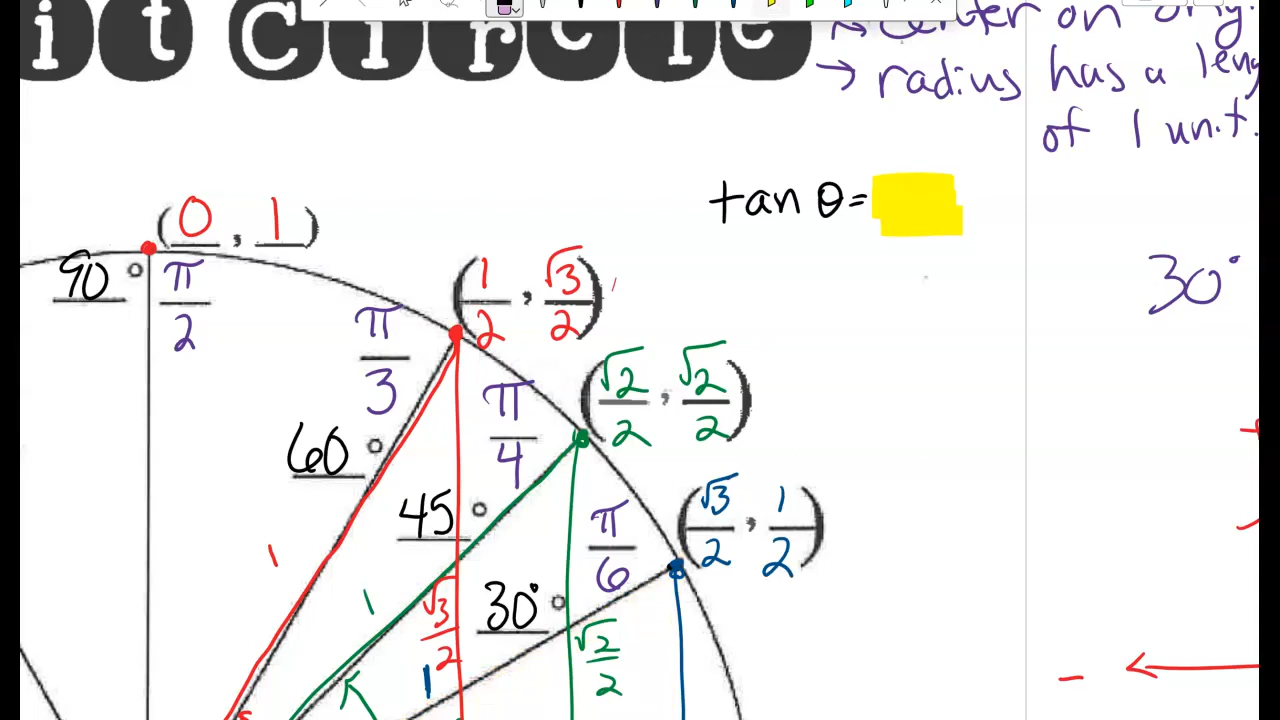 it Circle
→ center on
→ radius has a
of 1 unit.
tan θ=
(0, 1)
90° π/2
(1/2, √3/2)
π/3
30°
(√2/2, √2/2)
60° π/4
45°
(√3/2, 1/2)
π/6
1
1
30°
√3/2
√2/2
1
-